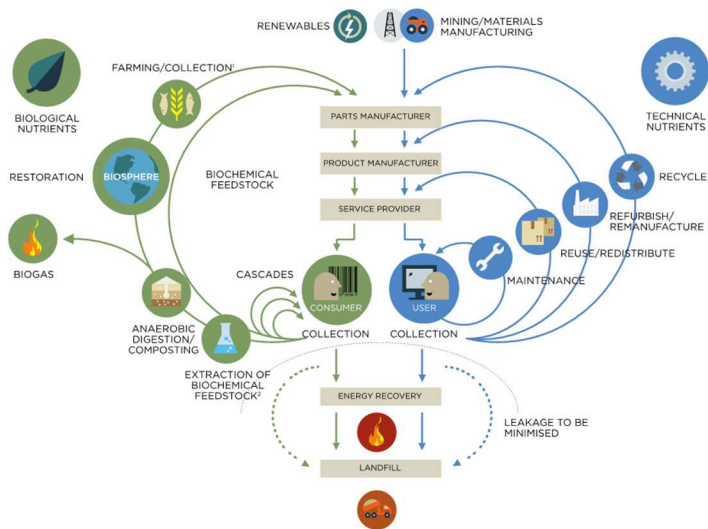 RENEWABLES
MINING/MATERIALS
MANUFACTURING
FARMING/COLLECTION¹
BIOLOGICAL
NUTRIENTS
TECHNICAL
NUTRIENTS
PARTS MANUFACTURER
PRODUCT MANUFACTURER
SERVICE PROVIDER
RESTORATION
BIOSPHERE
BIOCHEMICAL
FEEDSTOCK
RECYCLE
REFURBISH/
REMANUFACTURE
REUSE/REDISTRIBUTE
MAINTENANCE
BIOGAS
CASCADES
CONSUMER
USER
COLLECTION
COLLECTION
ANAEROBIC
DIGESTION/
COMPOSTING
EXTRACTION OF
BIOCHEMICAL
FEEDSTOCK²
ENERGY RECOVERY
LEAKAGE TO BE
MINIMISED
LANDFILL